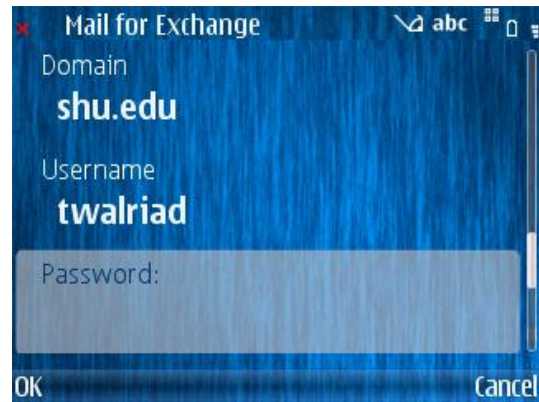 Mail for Exchange abc
Domain
shu.edu
Username
twalriad
Password:
OK Cancel